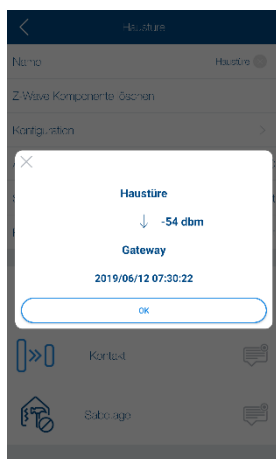 Haustüre
Name Haustüre
Z-Wave Komponente löschen
Konfiguration
Haustüre
↓ -54 dbm
Gateway
2019/06/12 07:30:22
OK
Kontakt
Sabotage